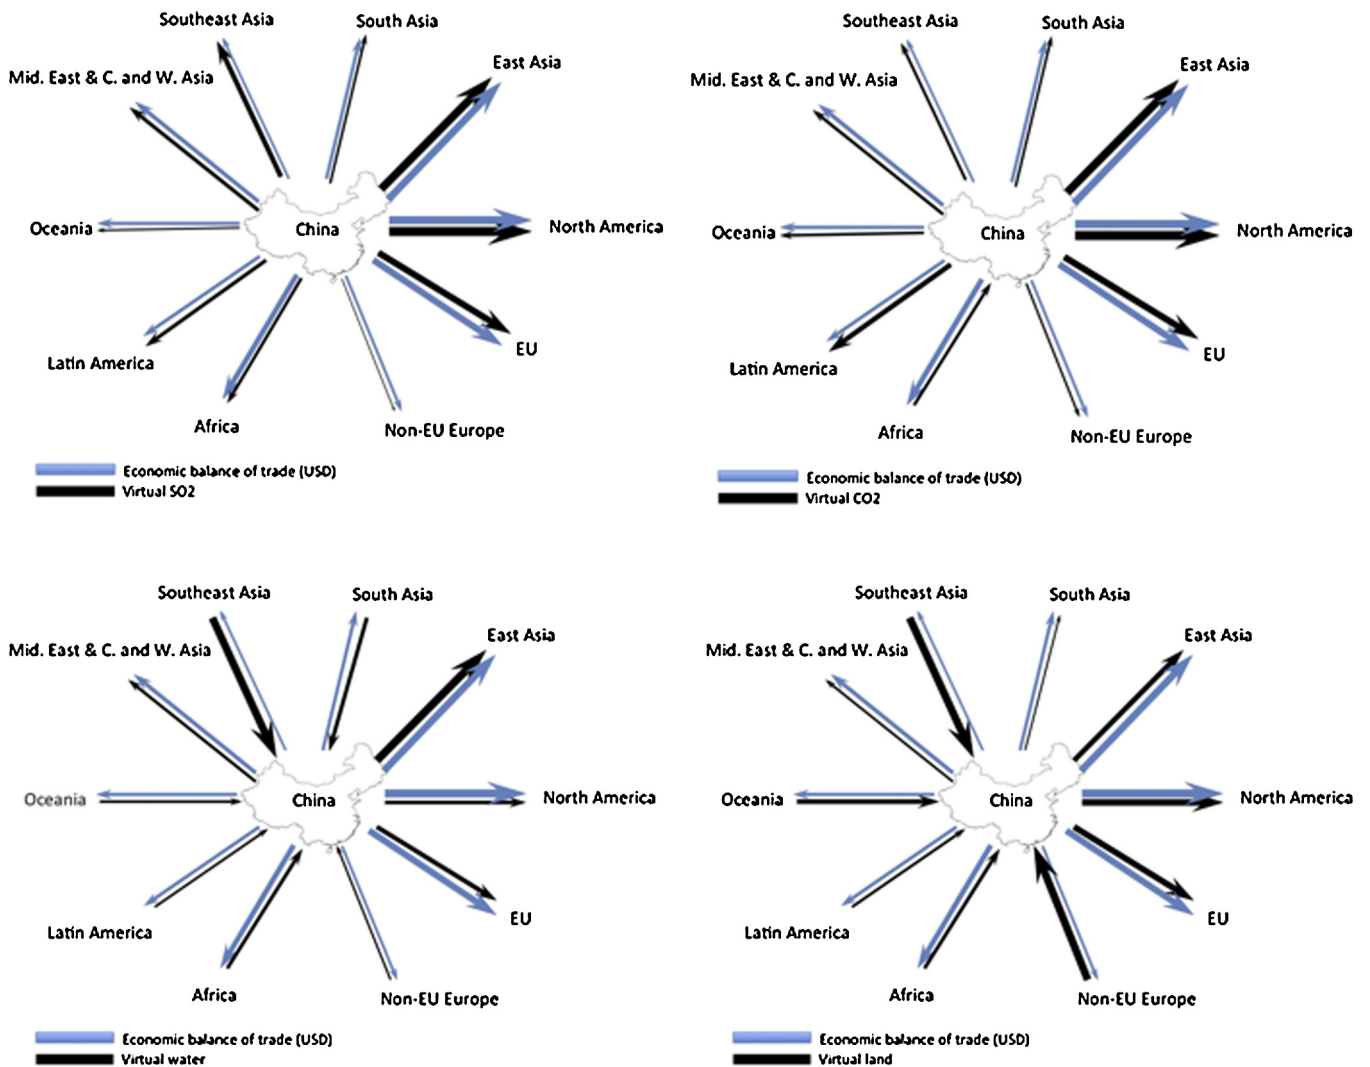 Southeast Asia
South Asia
Mid. East & C. and W. Asia
East Asia
Oceania
China
North America
Latin America
EU
Africa
Non-EU Europe
Economic balance of trade (USD)
Virtual SO2
Southeast Asia
South Asia
Mid. East & C. and W. Asia
East Asia
Oceania
China
North America
Latin America
EU
Africa
Non-EU Europe
Economic balance of trade (USD)
Virtual CO2
Southeast Asia
South Asia
Mid. East & C. and W. Asia
East Asia
Oceania
China
North America
Latin America
EU
Africa
Non-EU Europe
Economic balance of trade (USD)
Virtual water
Southeast Asia
South Asia
Mid. East & C. and W. Asia
East Asia
Oceania
China
North America
Latin America
EU
Africa
Non-EU Europe
Economic balance of trade (USD)
Virtual land